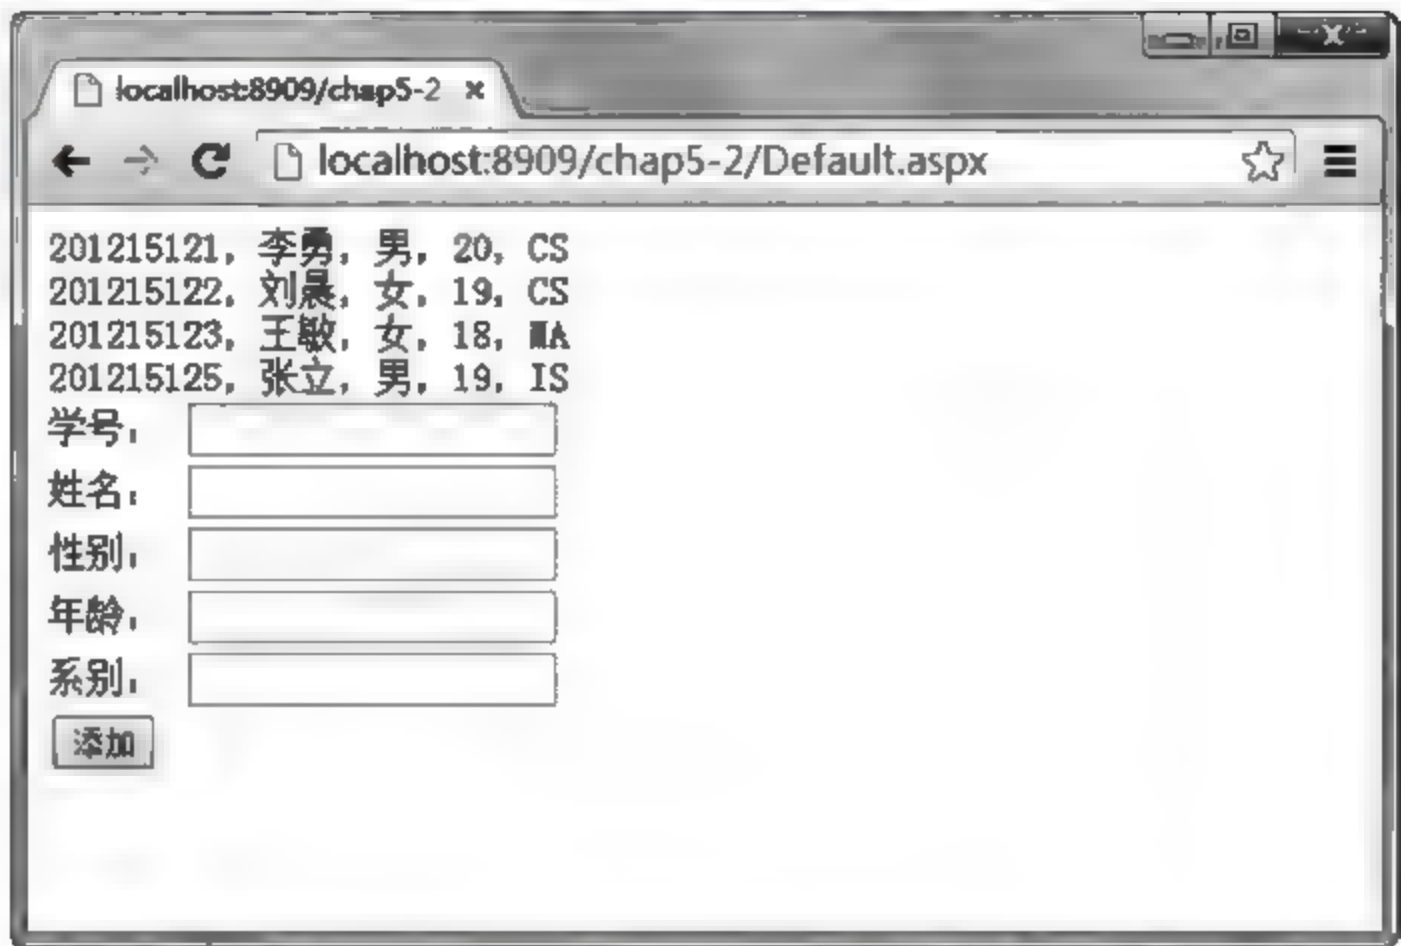 localhost:8909/chap5-2
localhost:8909/chap5-2/Default.aspx
201215121，李勇，男，20，CS
201215122，刘晨，女，19，CS
201215123，王敏，女，18，MA
201215125，张立，男，19，IS
学号：
姓名：
性别：
年龄：
系别：
添加